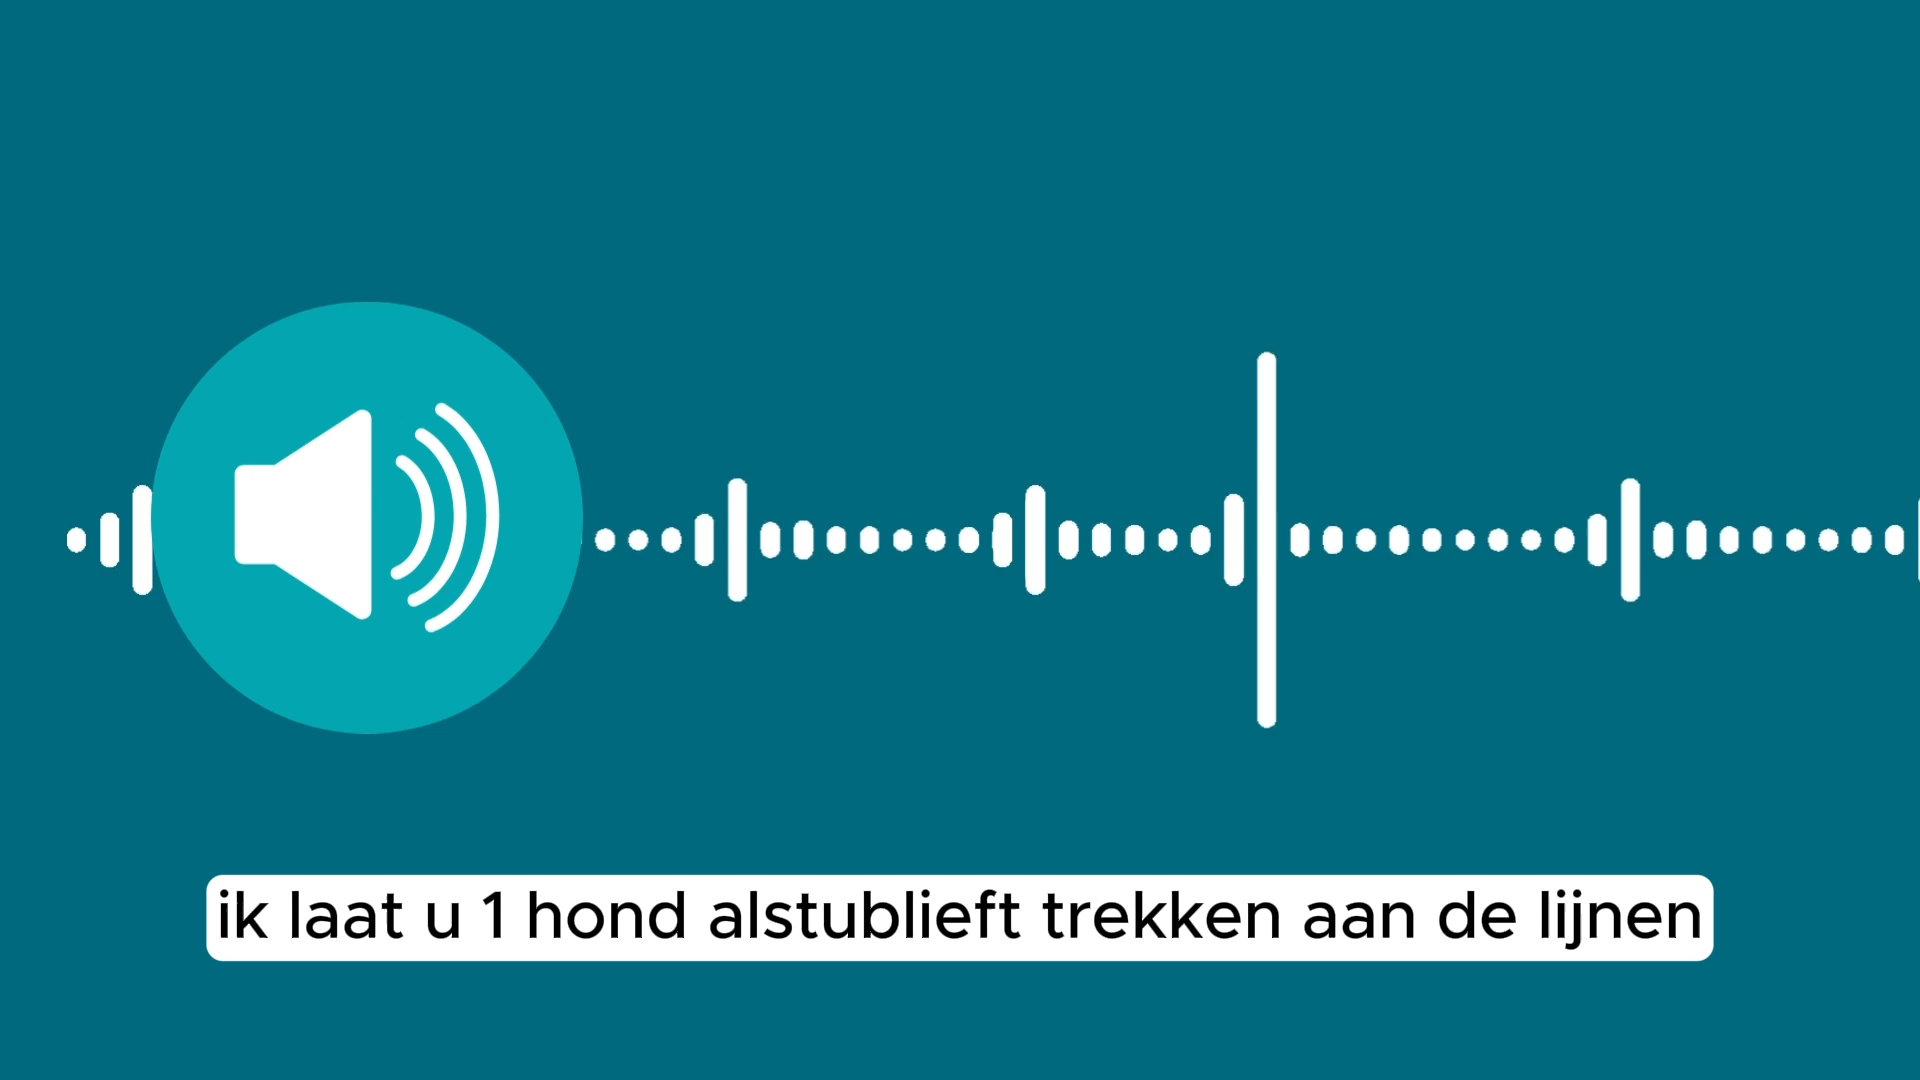 ik laat u 1 hond alstublieft trekken aan de lijnen